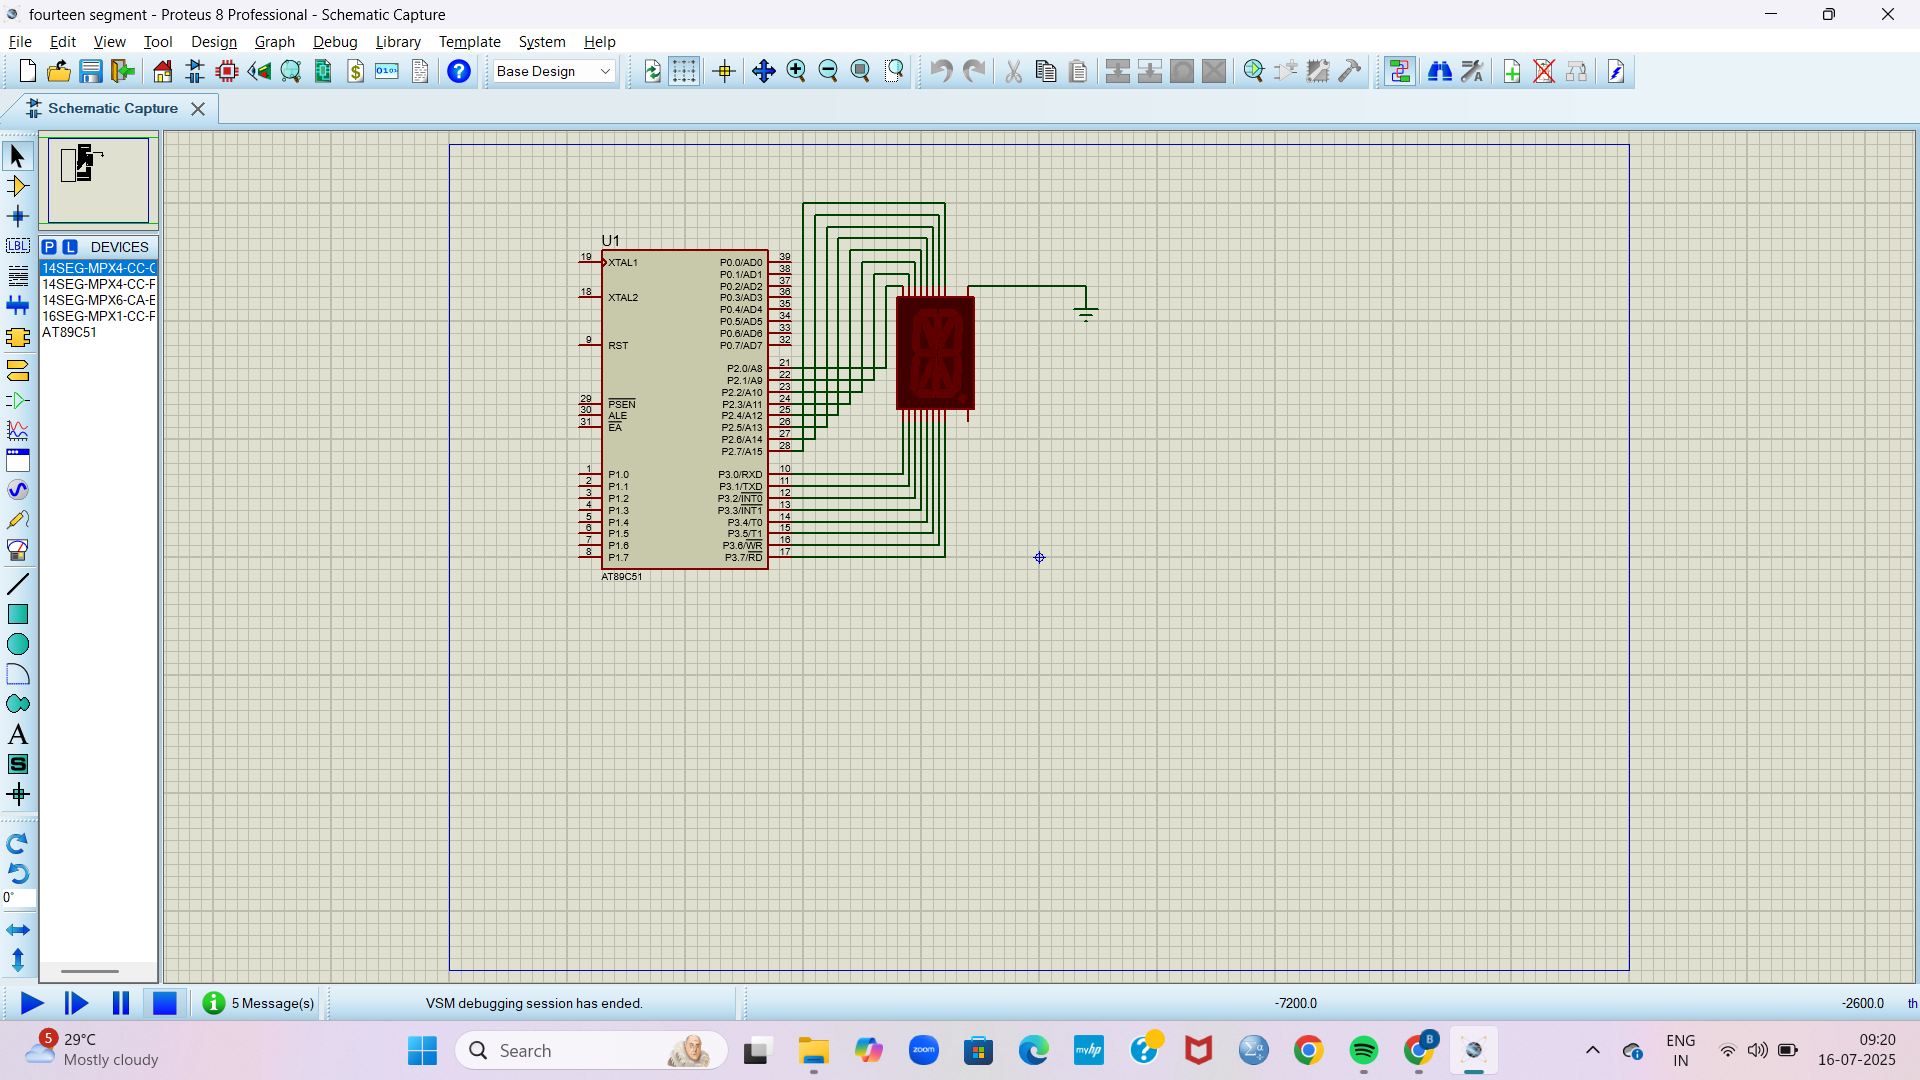 fourteen segment - Proteus 8 Professional - Schematic Capture
File Edit View Tool Design Graph Debug Library Template System Help
Base Design
Schematic Capture
P L DEVICES
14SEG-MPX4-CC-
14SEG-MPX4-CC-F
14SEG-MPX6-CA-E
16SEG-MPX1-CC-F
AT89C51
LBL
A
S
0°
U1
19 XTAL1 P0.0/AD0 39
P0.1/AD1 38
P0.2/AD2 37
18 XTAL2 P0.3/AD3 36
P0.4/AD4 35
P0.5/AD5 34
P0.6/AD6 33
9 RST P0.7/AD7 32
P2.0/A8 21
P2.1/A9 22
P2.2/A10 23
29 PSEN P2.3/A11 24
30 ALE P2.4/A12 25
31 EA P2.5/A13 26
P2.6/A14 27
P2.7/A15 28
1 P1.0 P3.0/RXD 10
2 P1.1 P3.1/TXD 11
3 P1.2 P3.2/INT0 12
4 P1.3 P3.3/INT1 13
5 P1.4 P3.4/T0 14
6 P1.5 P3.5/T1 15
7 P1.6 P3.6/WR 16
8 P1.7 P3.7/RD 17
AT89C51
5 Message(s) VSM debugging session has ended. -7200.0 -2600.0 th
5 29°C
Mostly cloudy
Search
zoom
myhp
B
ENG
IN
09:20
16-07-2025